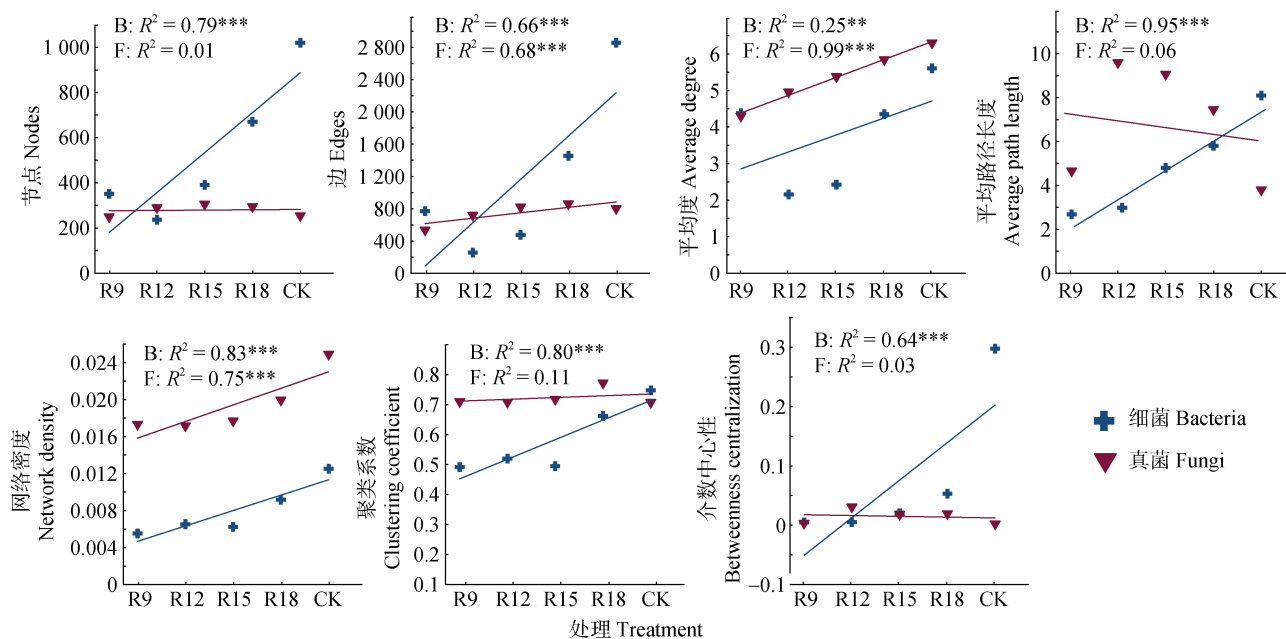 B: R² = 0.79***
F: R² = 0.01
1 000
800
600
400
200
0
节点 Nodes
R9 R12 R15 R18 CK
B: R² = 0.66***
F: R² = 0.68***
2 800
2 400
2 000
1 600
1 200
800
400
0
边 Edges
R9 R12 R15 R18 CK
B: R² = 0.25**
F: R² = 0.99***
6
5
4
3
2
1
0
平均度 Average degree
R9 R12 R15 R18 CK
B: R² = 0.95***
F: R² = 0.06
10
8
6
4
2
0
平均路径长度
Average path length
R9 R12 R15 R18 CK
B: R² = 0.83***
F: R² = 0.75***
0.024
0.020
0.016
0.012
0.008
0.004
0
网络密度
Network density
R9 R12 R15 R18 CK
B: R² = 0.80***
F: R² = 0.11
0.8
0.7
0.6
0.5
0.4
0.3
0.2
0.1
聚类系数
Clustering coefficient
R9 R12 R15 R18 CK
B: R² = 0.64***
F: R² = 0.03
0.3
0.2
0.1
0
−0.1
介数中心性
Betweenness centralization
R9 R12 R15 R18 CK
细菌 Bacteria
真菌 Fungi
处理 Treatment